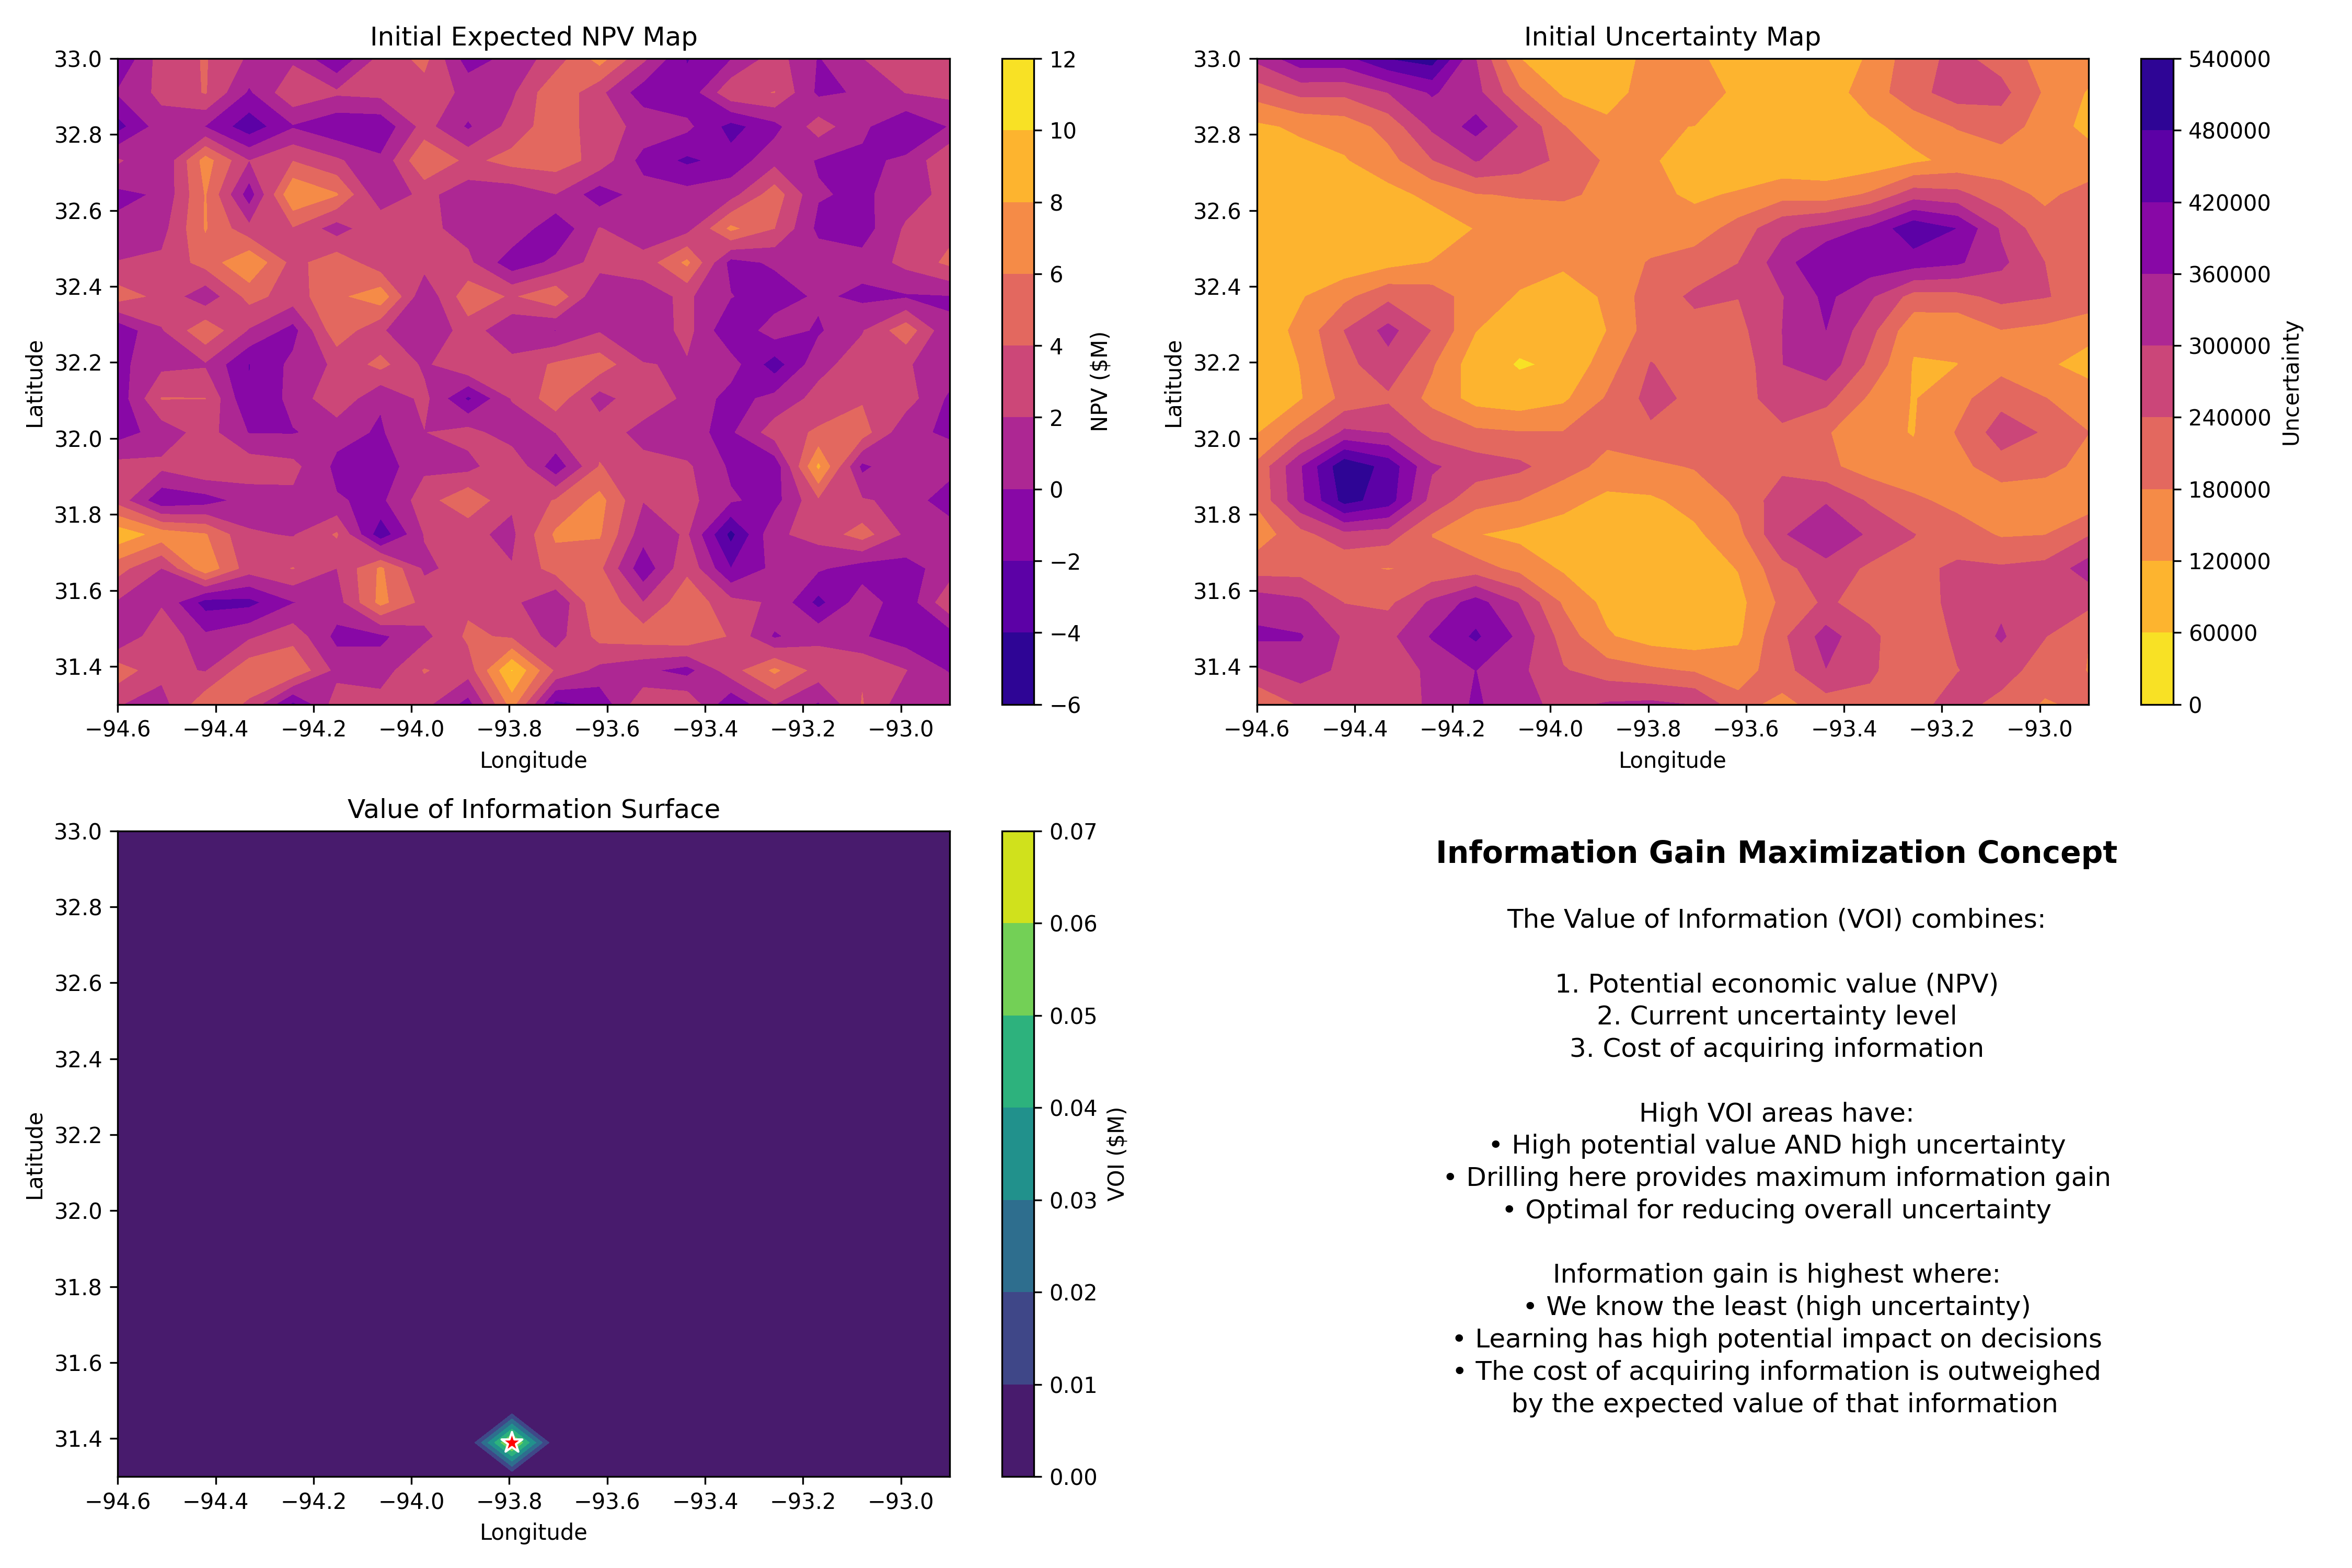 Initial Expected NPV Map
33.0
32.8
32.6
32.4
32.2
32.0
31.8
31.6
31.4
Latitude
−94.6 −94.4 −94.2 −94.0 −93.8 −93.6 −93.4 −93.2 −93.0
Longitude
12
10
8
6
4
2
0
−2
−4
−6
NPV ($M)
Initial Uncertainty Map
33.0
32.8
32.6
32.4
32.2
32.0
31.8
31.6
31.4
Latitude
−94.6 −94.4 −94.2 −94.0 −93.8 −93.6 −93.4 −93.2 −93.0
Longitude
540000
480000
420000
360000
300000
240000
180000
120000
60000
0
Uncertainty
Value of Information Surface
33.0
32.8
32.6
32.4
32.2
32.0
31.8
31.6
31.4
Latitude
−94.6 −94.4 −94.2 −94.0 −93.8 −93.6 −93.4 −93.2 −93.0
Longitude
0.07
0.06
0.05
0.04
0.03
0.02
0.01
0.00
VOI ($M)
Information Gain Maximization Concept
The Value of Information (VOI) combines:
1. Potential economic value (NPV)
2. Current uncertainty level
3. Cost of acquiring information
High VOI areas have:
• High potential value AND high uncertainty
• Drilling here provides maximum information gain
• Optimal for reducing overall uncertainty
Information gain is highest where:
• We know the least (high uncertainty)
• Learning has high potential impact on decisions
• The cost of acquiring information is outweighed
by the expected value of that information